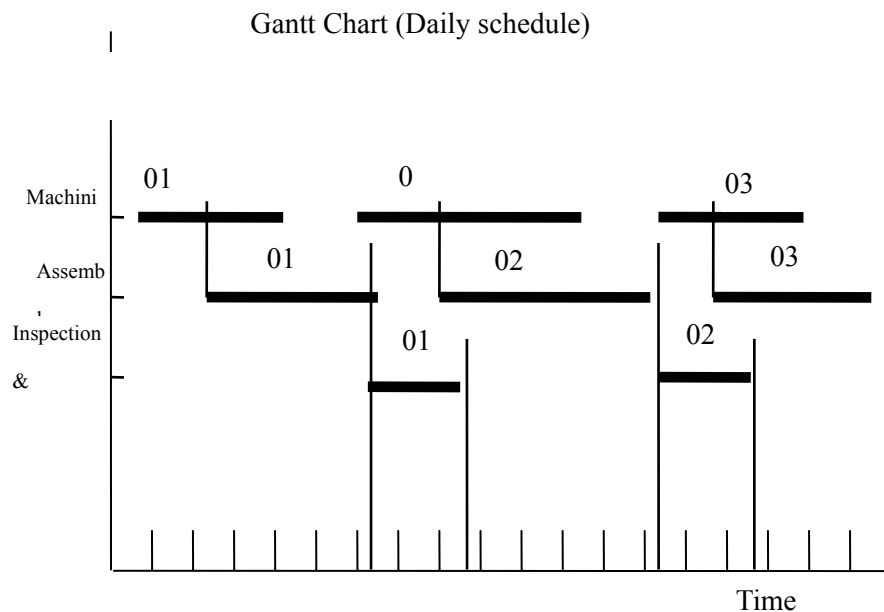 Gantt Chart (Daily schedule)
01
0
03
Machini
01
02
03
Assemb
01
02
Inspection
&
Time